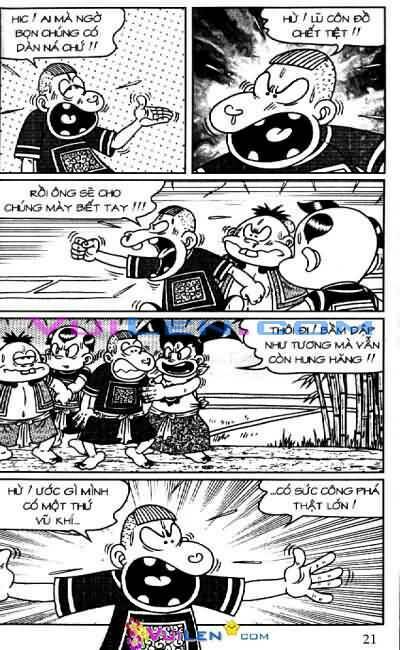 HIC ! AI MÀ NGỜ
BỌN CHÚNG CÓ
DÀN NÁ CHỨ !!
HỪ ! LŨ CÔN ĐỒ
CHẾT TIỆT !!
RỒI ÔNG SẼ CHO
CHÚNG MÀY BIẾT TAY !!!
THÔI ĐI ! BẦM DẬP
NHƯ TƯƠNG MÀ VẪN
CÒN HUNG HĂNG !!
VUILEN.COM
HỪ ! ƯỚC GÌ MÌNH
CÓ MỘT THỨ
VŨ KHÍ...
...CÓ SỨC CÔNG PHÁ
THẬT LỚN !
21
VUILEN.COM